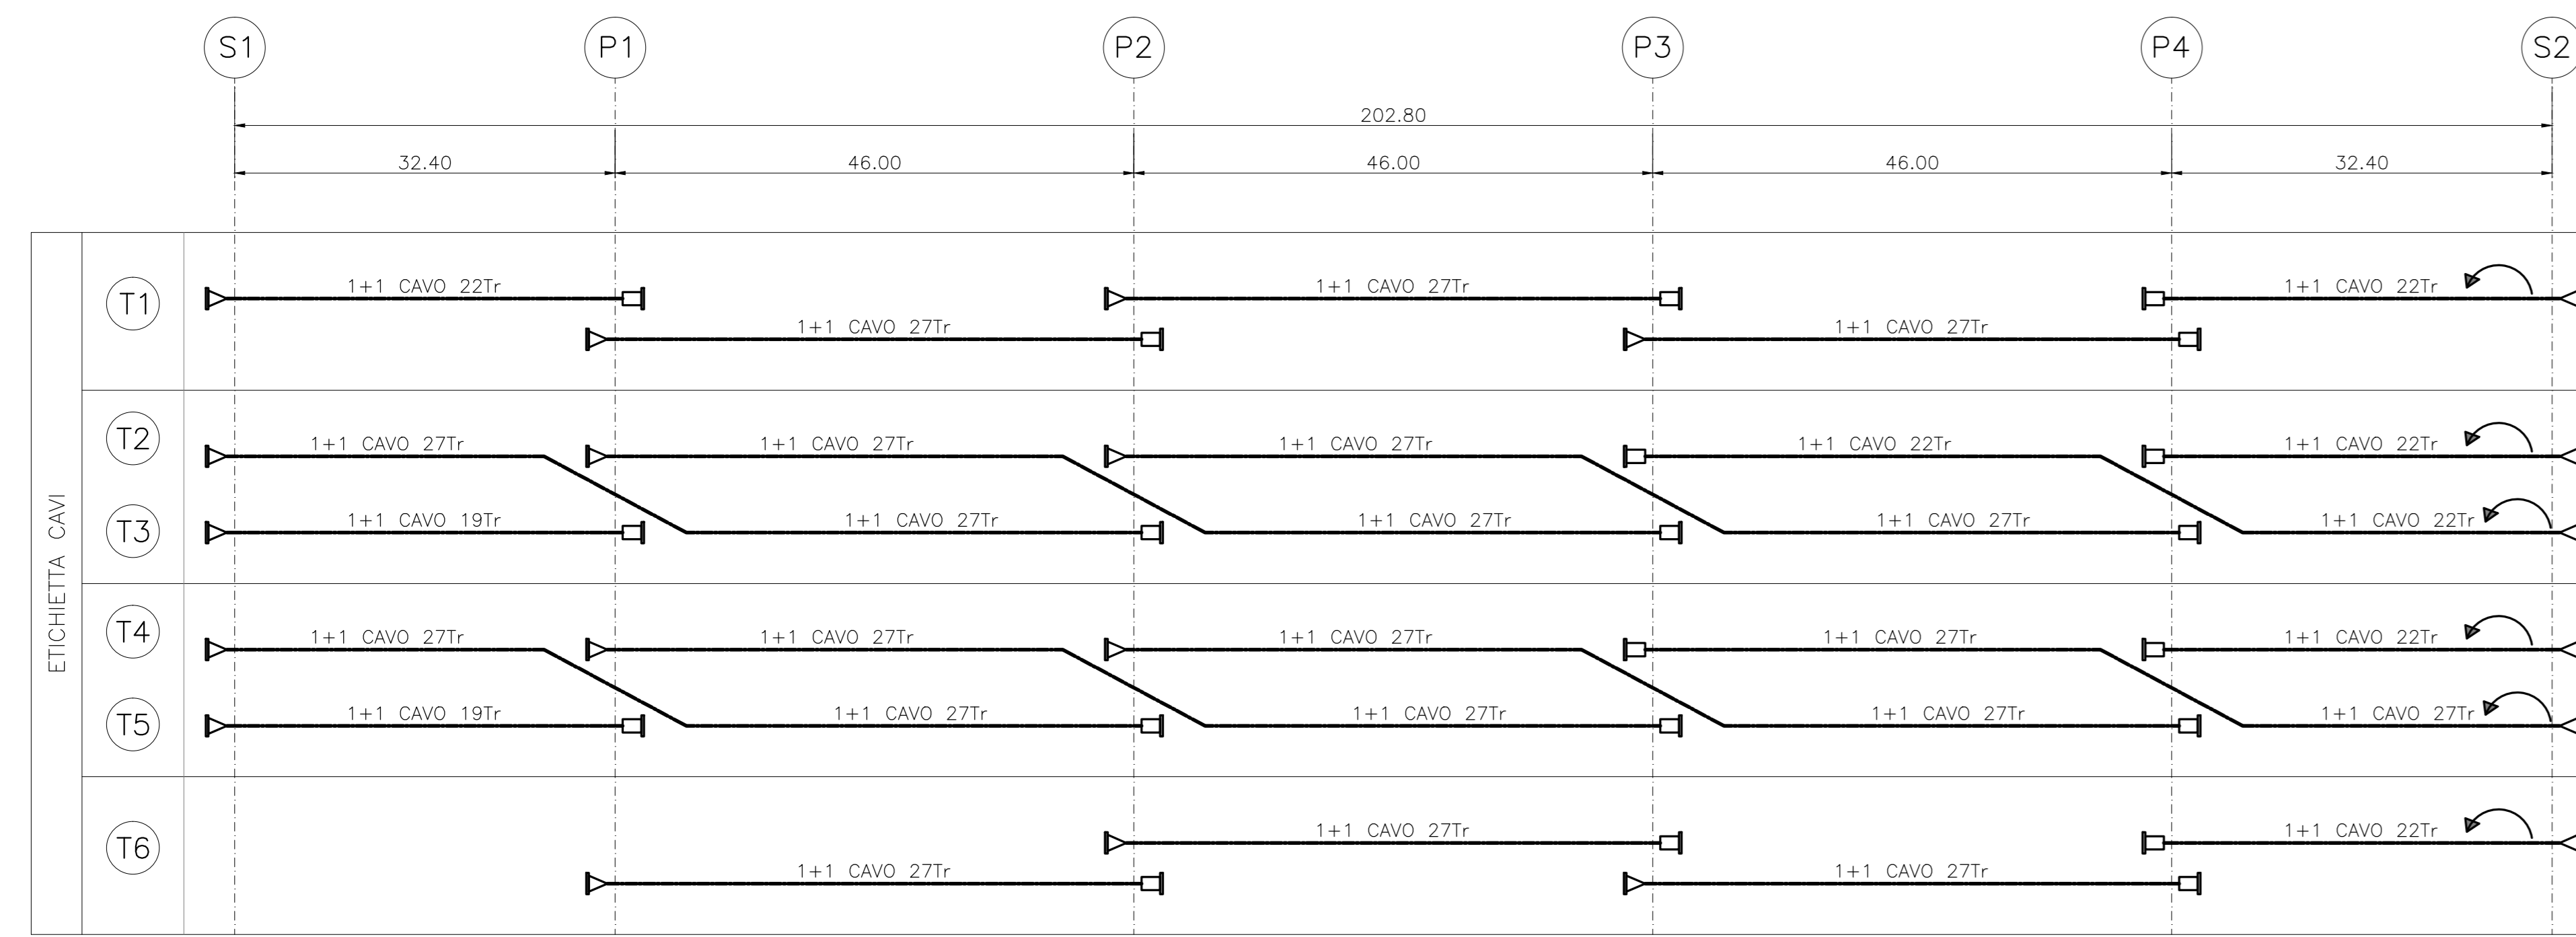 S1 P1 P2 P3 P4 S2
202.80
32.40 46.00 46.00 46.00 32.40
ETICHIETTA CAVI
T1
1+1 CAVO 22Tr 1+1 CAVO 27Tr 1+1 CAVO 22Tr
1+1 CAVO 27Tr 1+1 CAVO 27Tr
T2
1+1 CAVO 27Tr 1+1 CAVO 27Tr 1+1 CAVO 27Tr 1+1 CAVO 22Tr 1+1 CAVO 22Tr
T3
1+1 CAVO 19Tr 1+1 CAVO 27Tr 1+1 CAVO 27Tr 1+1 CAVO 27Tr 1+1 CAVO 22Tr
T4
1+1 CAVO 27Tr 1+1 CAVO 27Tr 1+1 CAVO 27Tr 1+1 CAVO 27Tr 1+1 CAVO 22Tr
T5
1+1 CAVO 19Tr 1+1 CAVO 27Tr 1+1 CAVO 27Tr 1+1 CAVO 27Tr 1+1 CAVO 27Tr
T6
1+1 CAVO 27Tr 1+1 CAVO 22Tr
1+1 CAVO 27Tr 1+1 CAVO 27Tr